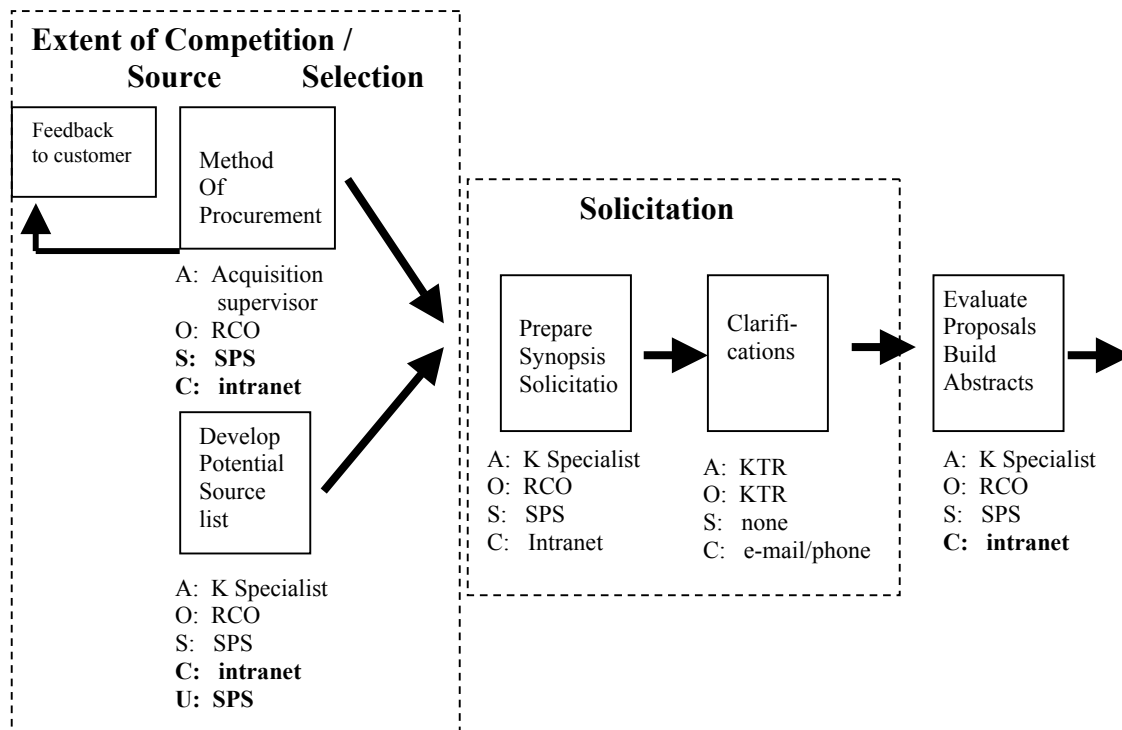 Extent of Competition /
Source Selection
Feedback
to customer
Method
Of
Procurement
A: Acquisition
supervisor
O: RCO
S: SPS
C: intranet
Develop
Potential
Source
list
A: K Specialist
O: RCO
S: SPS
C: intranet
U: SPS
Solicitation
Prepare
Synopsis
Solicitatio
A: K Specialist
O: RCO
S: SPS
C: Intranet
Clarifi-
cations
A: KTR
O: KTR
S: none
C: e-mail/phone
Evaluate
Proposals
Build
Abstracts
A: K Specialist
O: RCO
S: SPS
C: intranet